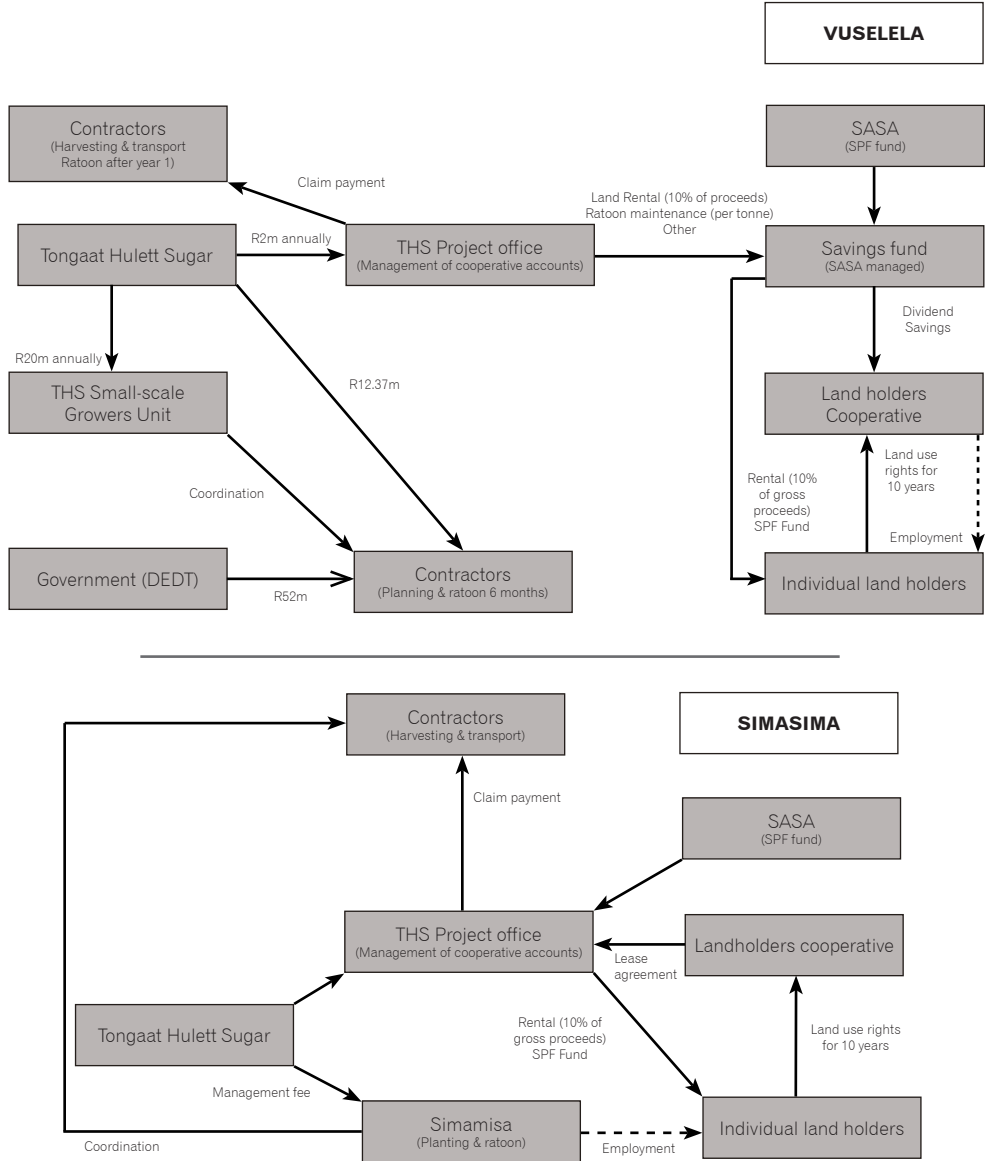 VUSELELA
Contractors
(Harvesting & transport
Ratoon after year 1)
SASA
(SPF fund)
Claim payment
Land Rental (10% of proceeds)
Ratoon maintenance (per tonne)
Other
Tongaat Hulett Sugar
R2m annually
THS Project office
(Management of cooperative accounts)
Savings fund
(SASA managed)
Dividend
Savings
R20m annually
THS Small-scale
Growers Unit
R12.37m
Land holders
Cooperative
Land use
rights for
10 years
Rental (10%
of gross
proceeds)
SPF Fund
Coordination
Employment
Government (DEDT)
R52m
Contractors
(Planning & ratoon 6 months)
Individual land holders
Contractors
(Harvesting & transport)
SIMASIMA
Claim payment
SASA
(SPF fund)
THS Project office
(Management of cooperative accounts)
Landholders cooperative
Lease
agreement
Tongaat Hulett Sugar
Rental (10% of
gross proceeds)
SPF Fund
Land use rights
for 10 years
Management fee
Simamisa
(Planting & ratoon)
Individual land holders
Coordination
Employment